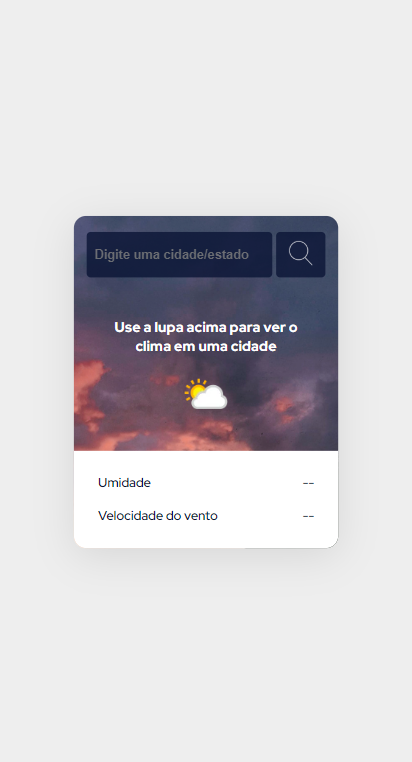 Digite uma cidade/estado
Use a lupa acima para ver o
clima em uma cidade
Umidade --
Velocidade do vento --